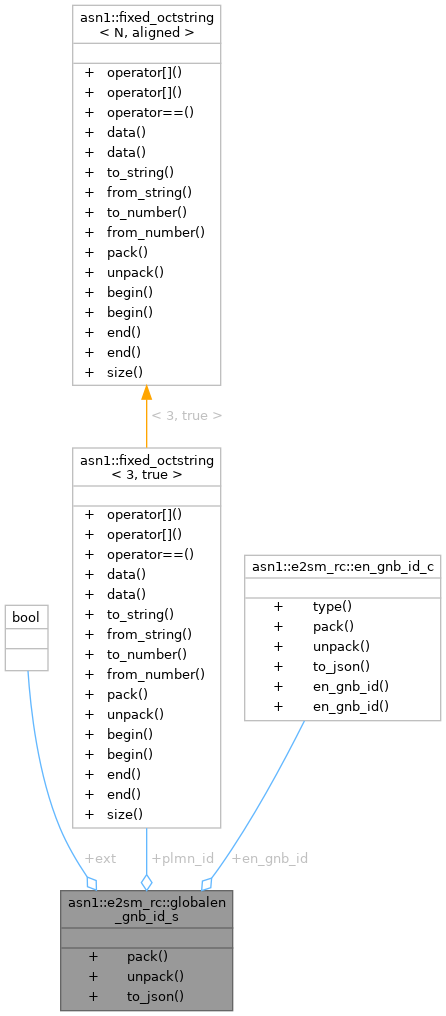 asn1::fixed_octstring
< N, aligned >
+ operator[]()
+ operator[]()
+ operator==()
+ data()
+ data()
+ to_string()
+ from_string()
+ to_number()
+ from_number()
+ pack()
+ unpack()
+ begin()
+ begin()
+ end()
+ end()
+ size()
< 3, true >
asn1::fixed_octstring
< 3, true >
+ operator[]()
+ operator[]()
+ operator==()
+ data()
+ data()
+ to_string()
+ from_string()
+ to_number()
+ from_number()
+ pack()
+ unpack()
+ begin()
+ begin()
+ end()
+ end()
+ size()
asn1::e2sm_rc::en_gnb_id_c
+ type()
+ pack()
+ unpack()
+ to_json()
+ en_gnb_id()
+ en_gnb_id()
bool
+ext
+plmn_id
+en_gnb_id
asn1::e2sm_rc::globalen
_gnb_id_s
+ pack()
+ unpack()
+ to_json()